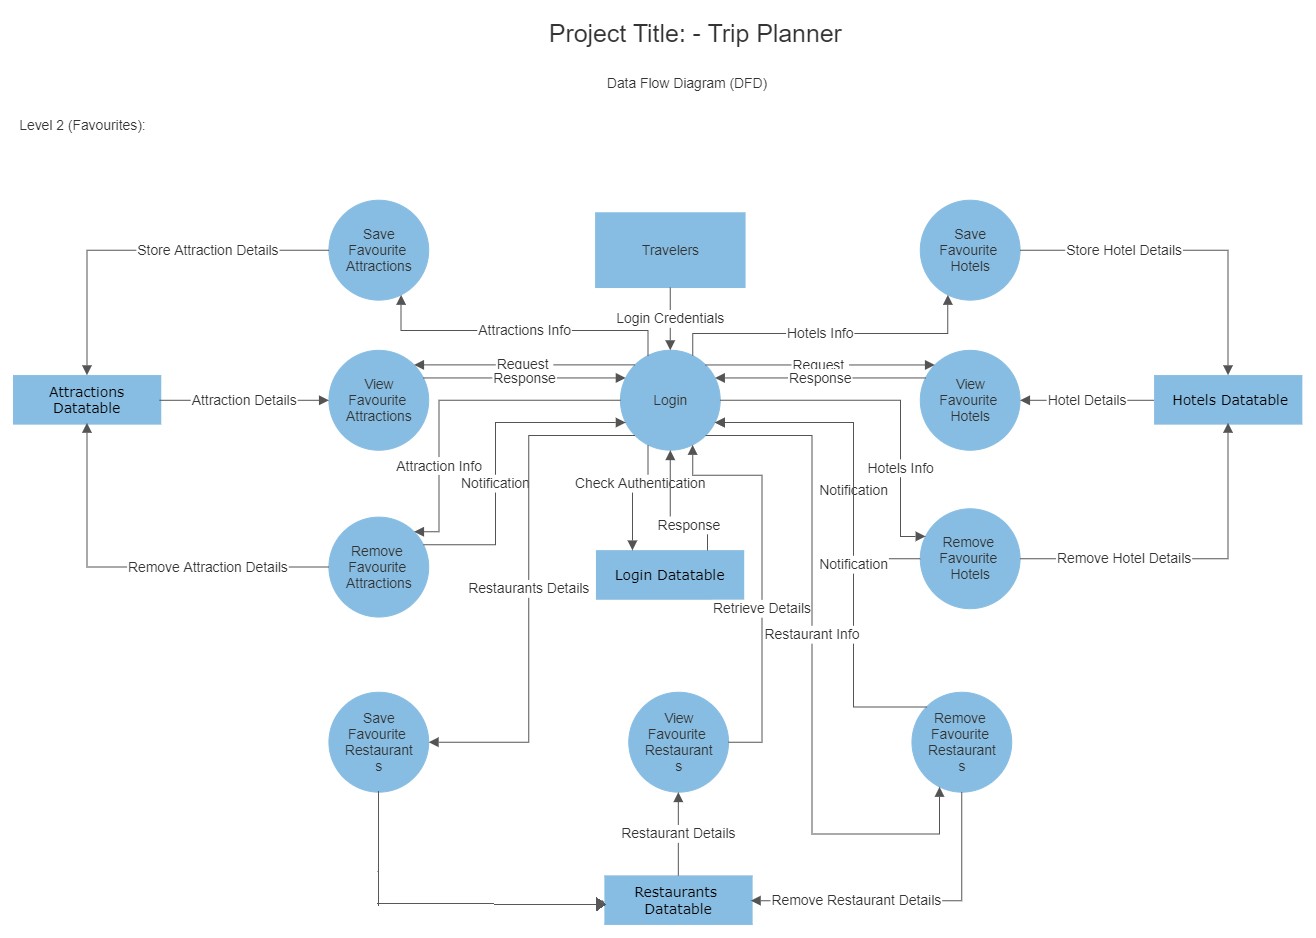 Project Title: - Trip Planner
Data Flow Diagram (DFD)
Level 2 (Favourites):
Save
Favourite
Attractions
Travelers
Save
Favourite
Hotels
Store Attraction Details
Store Hotel Details
Login Credentials
Attractions Info
Hotels Info
Request
Response
Request
Response
Attractions
Datatable
Attraction Details
View
Favourite
Attractions
Login
View
Favourite
Hotels
Hotel Details
Hotels Datatable
Attraction Info
Notification
Check Authentication
Hotels Info
Notification
Response
Remove
Favourite
Attractions
Remove
Favourite
Hotels
Remove Attraction Details
Remove Hotel Details
Notification
Login Datatable
Restaurants Details
Retrieve Details
Restaurant Info
Save
Favourite
Restaurant
s
View
Favourite
Restaurant
s
Remove
Favourite
Restaurant
s
Restaurant Details
Restaurants
Datatable
Remove Restaurant Details